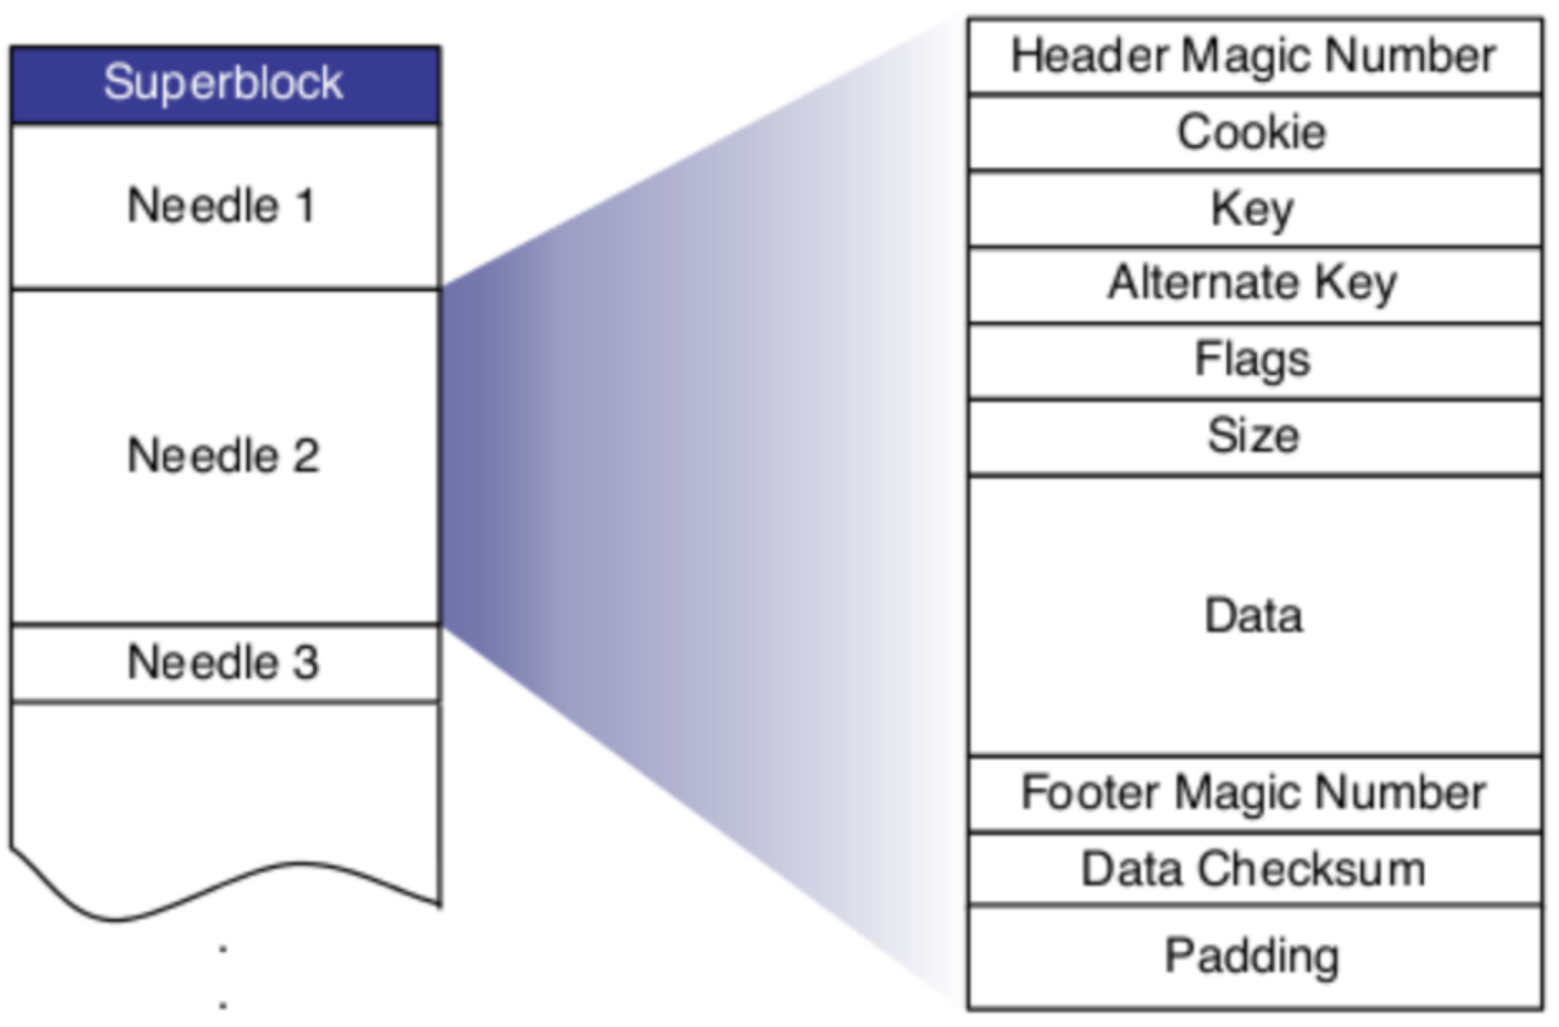 Superblock
Needle 1
Needle 2
Needle 3
.
.
Header Magic Number
Cookie
Key
Alternate Key
Flags
Size
Data
Footer Magic Number
Data Checksum
Padding